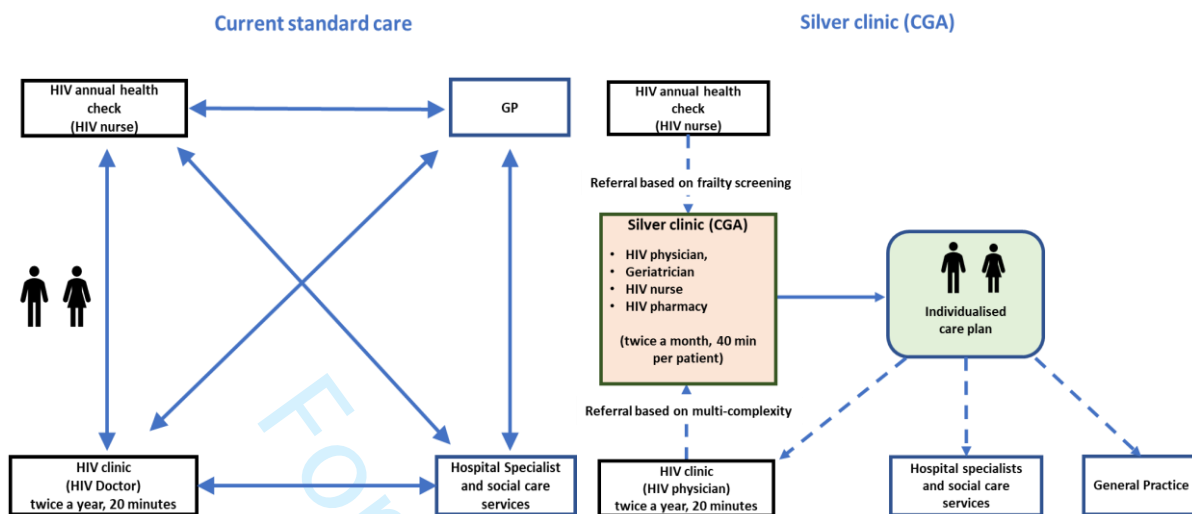 Current standard care
HIV annual health
check
(HIV nurse)
GP
HIV clinic
(HIV Doctor)
twice a year, 20 minutes
Hospital Specialist
and social care
services
For
Silver clinic (CGA)
HIV annual health
check
(HIV nurse)
Referral based on frailty screening
Silver clinic (CGA)
• HIV physician,
• Geriatrician
• HIV nurse
• HIV pharmacy
(twice a month, 40 min
per patient)
Individualised
care plan
Referral based on multi-complexity
HIV clinic
(HIV physician)
twice a year, 20 minutes
Hospital specialists
and social care
services
General Practice